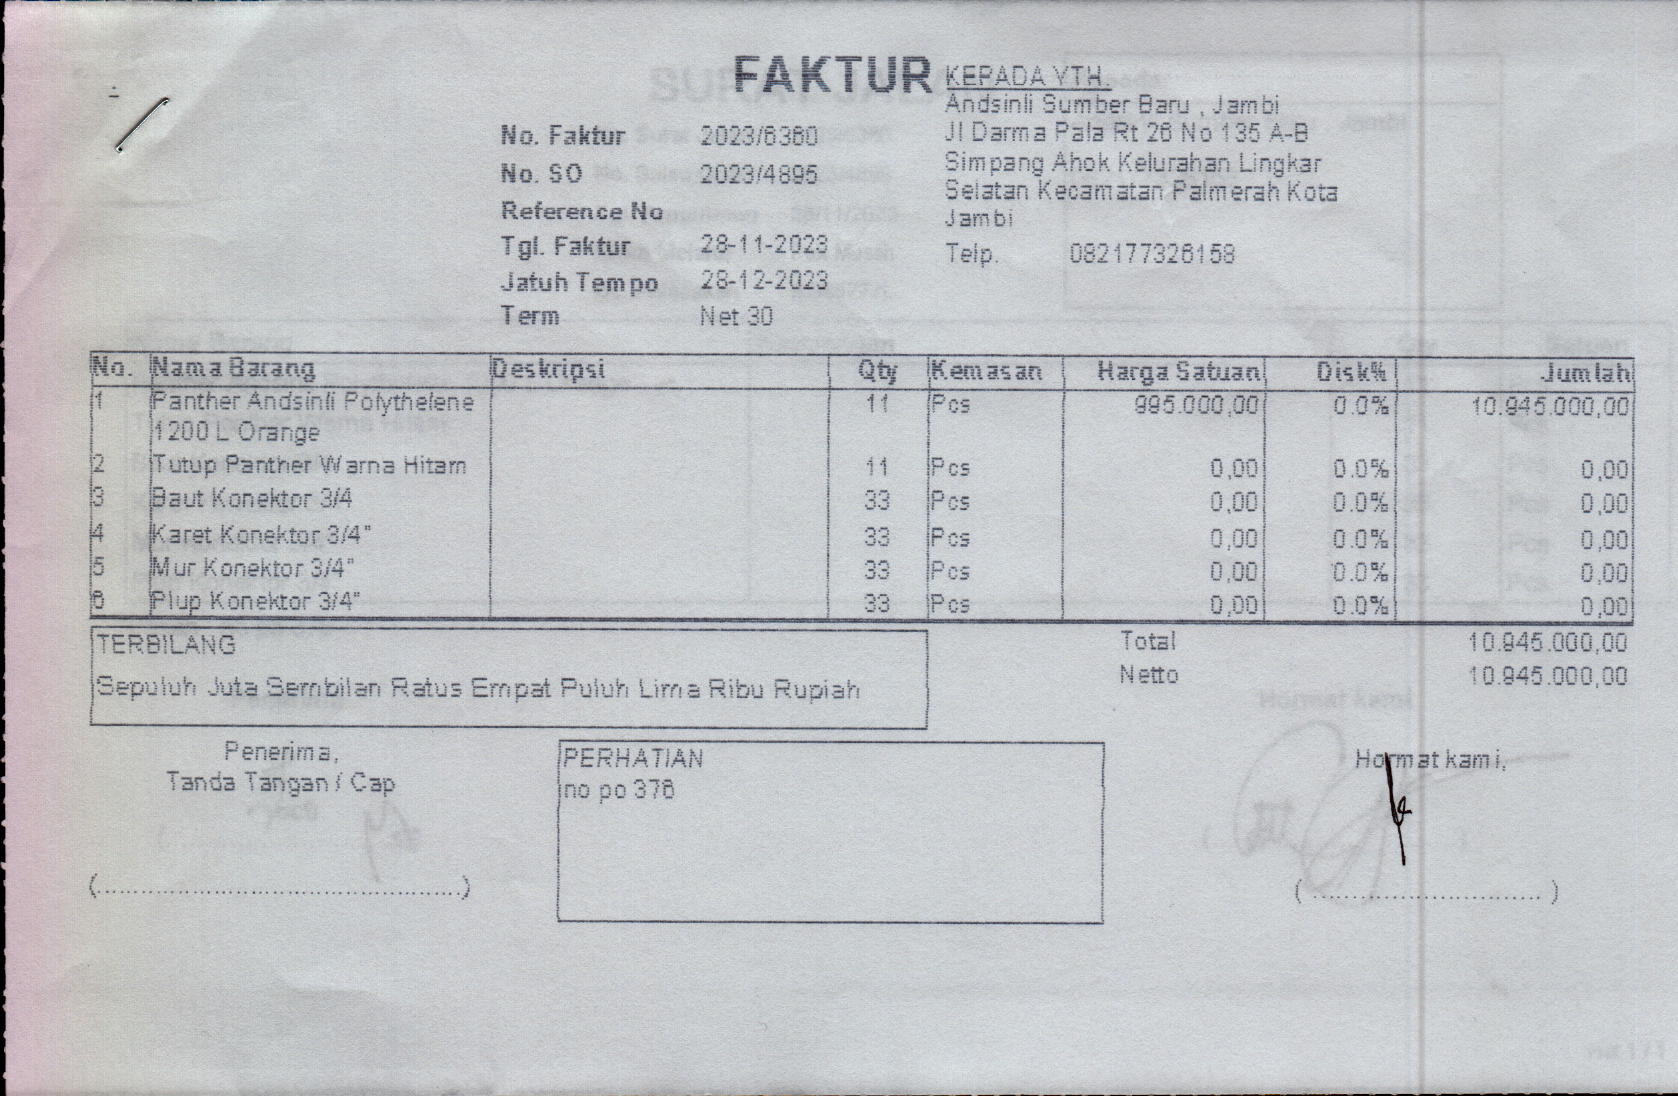 FAKTUR
No. Faktur 2023/6360
No. SO 2023/4895
Reference No
Tgl. Faktur 28-11-2023
Jatuh Tempo 28-12-2023
Term Net 30
KEPADA YTH.
Andsinli Sumber Baru , Jambi
Jl Darma Pala Rt 26 No 135 A-B
Simpang Ahok Kelurahan Lingkar
Selatan Kecamatan Palmerah Kota
Jambi
Telp. 082177326158
No. Nama Barang Deskripsi Qty Kemasan Harga Satuan Disk% Jumlah
1 Panther Andsinli Polythelene 11 Pcs 995.000,00 0.0% 10.945.000,00
1200 L Orange
2 Tutup Panther Warna Hitam 11 Pcs 0,00 0.0% 0,00
3 Baut Konektor 3/4 33 Pcs 0,00 0.0% 0,00
4 Karet Konektor 3/4" 33 Pcs 0,00 0.0% 0,00
5 Mur Konektor 3/4" 33 Pcs 0,00 0.0% 0,00
6 Plup Konektor 3/4" 33 Pcs 0,00 0.0% 0,00
TERBILANG
Sepuluh Juta Sembilan Ratus Empat Puluh Lima Ribu Rupiah
Total 10.945.000,00
Netto 10.945.000,00
Penerima,
Tanda Tangan / Cap
PERHATIAN
no po 376
Hormat kami,
(................................................)
( .............................. )